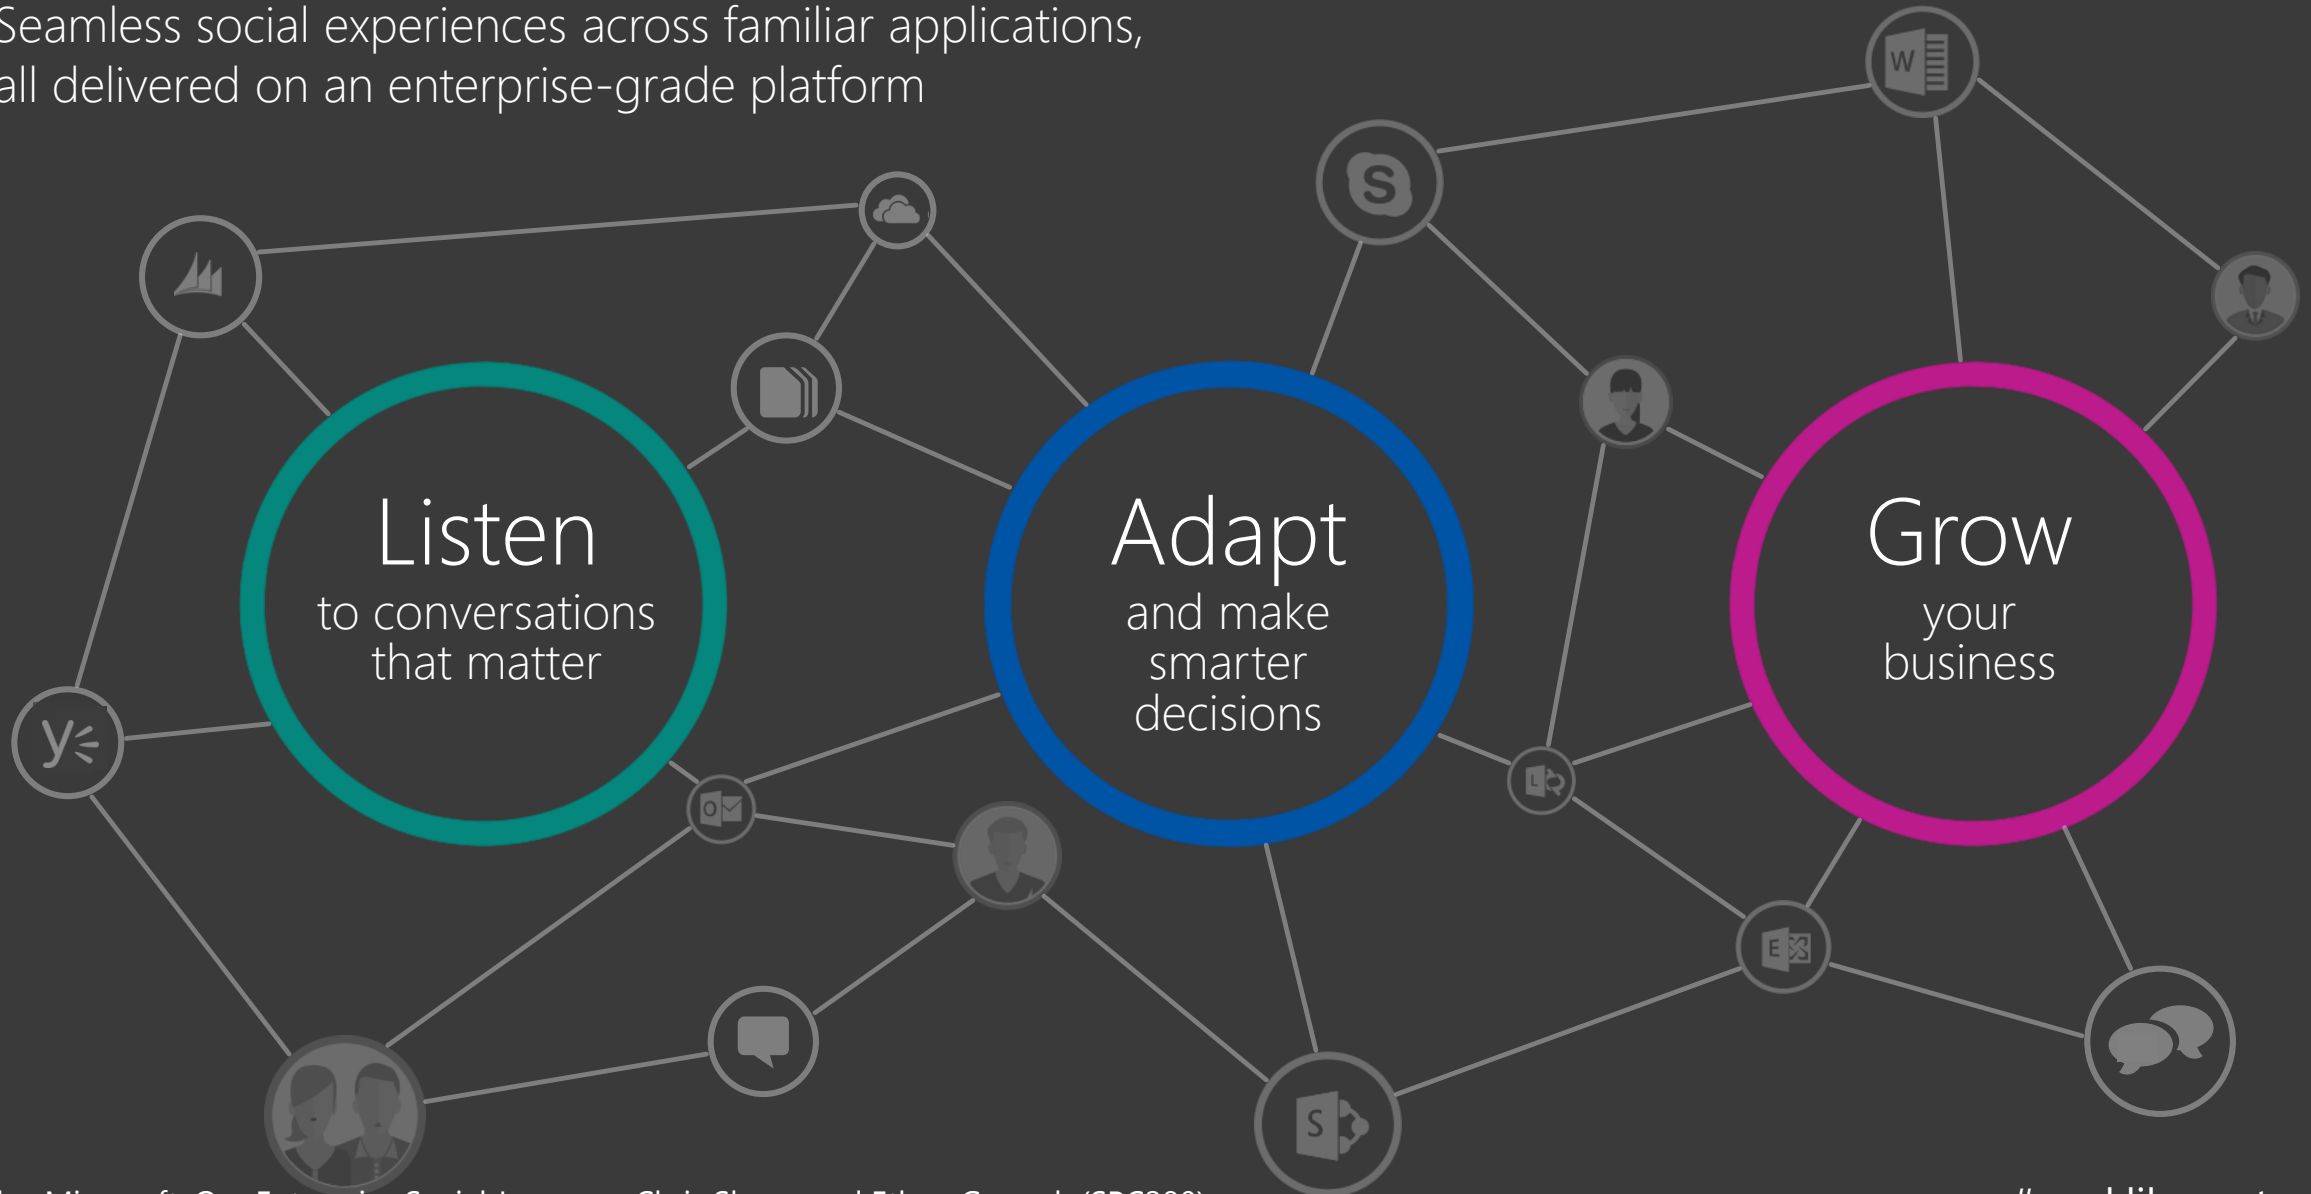 Seamless social experiences across familiar applications,
all delivered on an enterprise-grade platform
W
S
Listen
to conversations
that matter
Adapt
and make
smarter
decisions
Grow
your
business
y
O
L
E
S